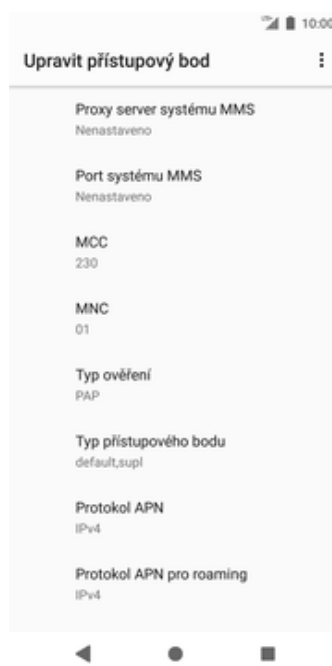 10:00
Upravit přístupový bod
Proxy server systému MMS
Nenastaveno
Port systému MMS
Nenastaveno
MCC
230
MNC
01
Typ ověření
PAP
Typ přístupového bodu
default,supl
Protokol APN
IPv4
Protokol APN pro roaming
IPv4